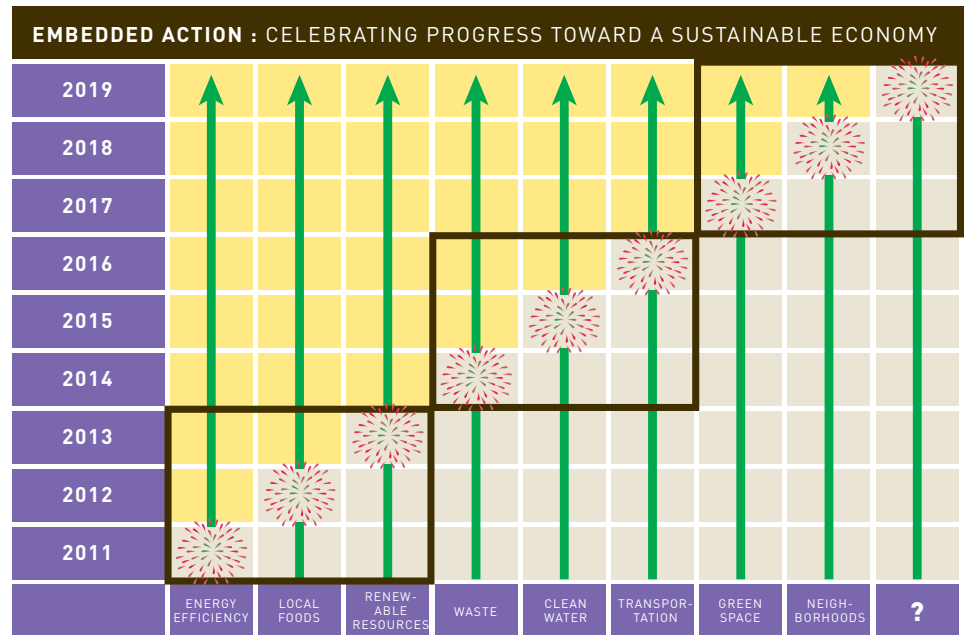 EMBEDDED ACTION : CELEBRATING PROGRESS TOWARD A SUSTAINABLE ECONOMY
2019
2018
2017
2016
2015
2014
2013
2012
2011
ENERGY
EFFICIENCY
LOCAL
FOODS
RENEW-
ABLE
RESOURCES
WASTE
CLEAN
WATER
TRANSPOR-
TATION
GREEN
SPACE
NEIGH-
BORHOODS
?